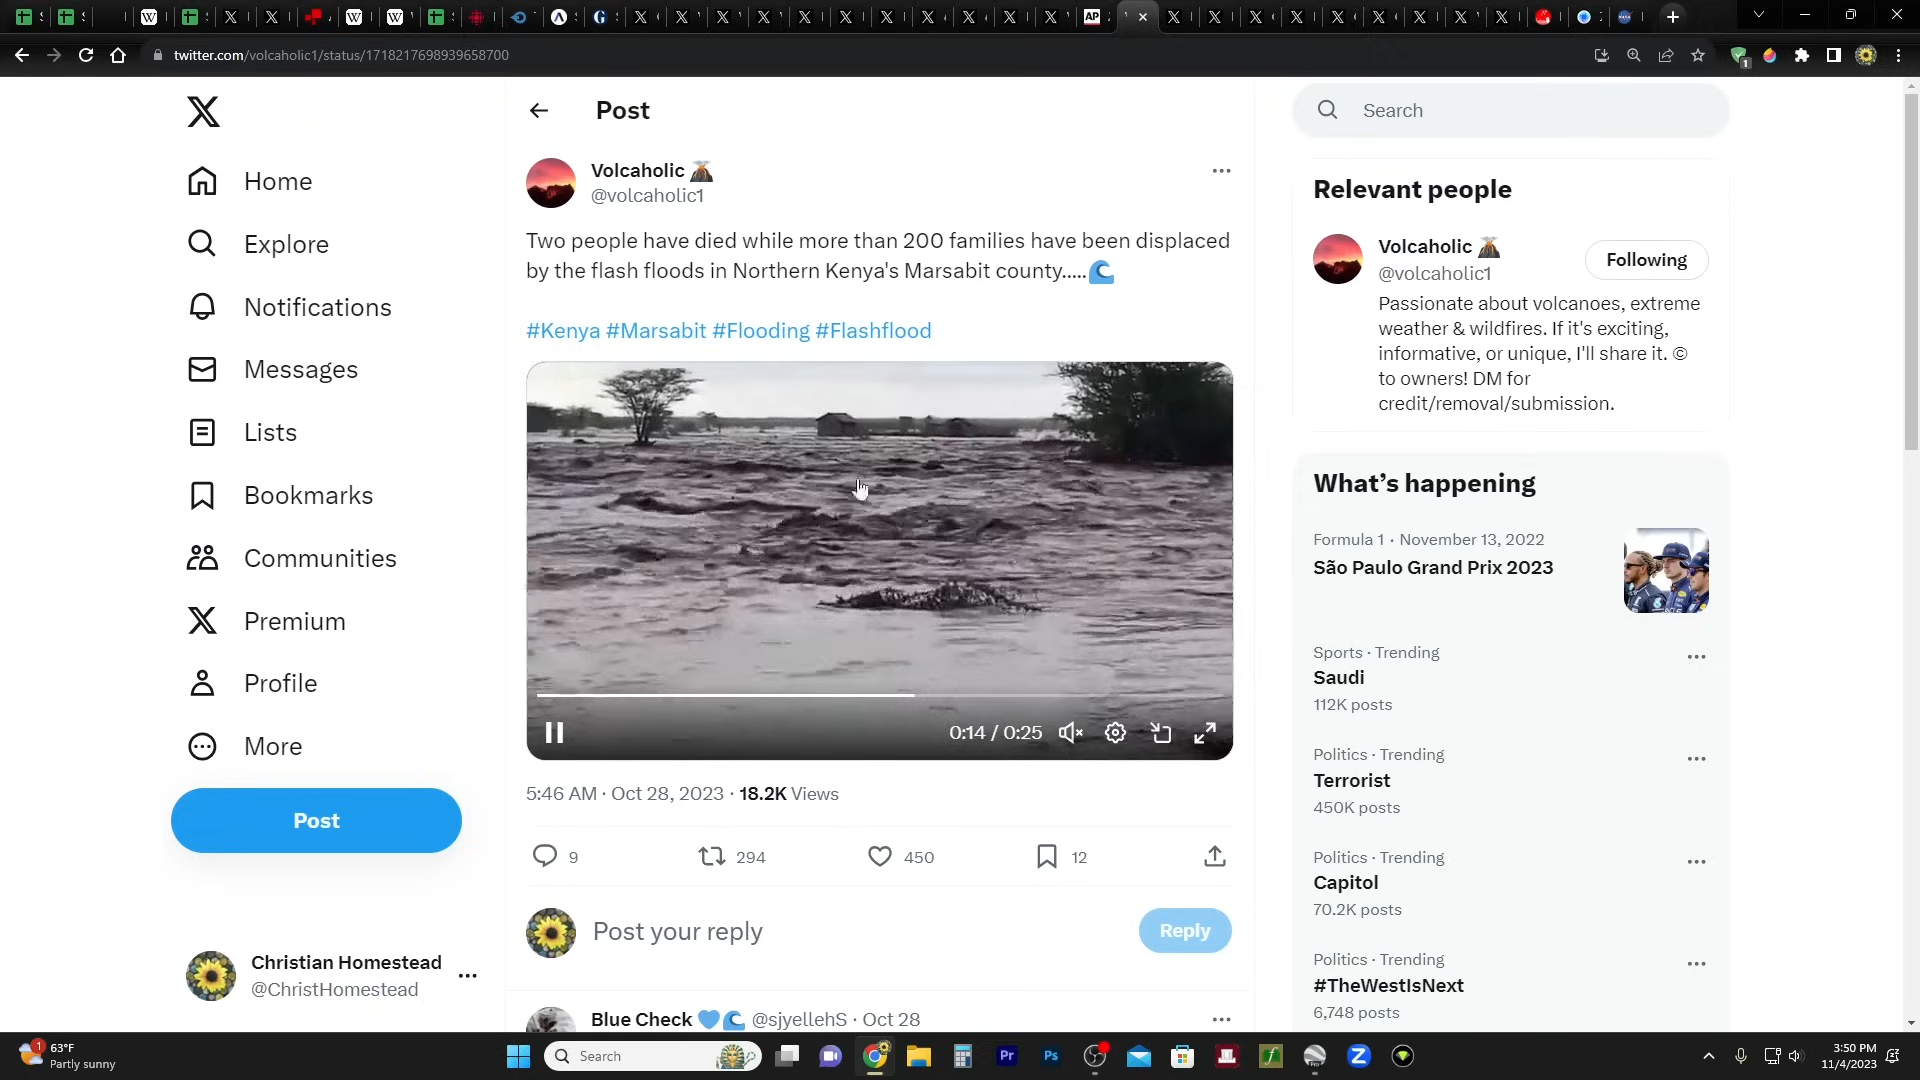 twitter.com/volcaholic1/status/1718217698939658700
Home
Explore
Notifications
Messages
Lists
Bookmarks
Communities
Premium
Profile
More
Post
Christian Homestead
@ChristHomestead
Post
Volcaholic
@volcaholic1
Two people have died while more than 200 families have been displaced
by the flash floods in Northern Kenya's Marsabit county.....
#Kenya #Marsabit #Flooding #Flashflood
0:14 / 0:25
5:46 AM · Oct 28, 2023 · 18.2K Views
9
294
450
12
Post your reply
Reply
Blue Check @sjyellehS · Oct 28
Search
Relevant people
Volcaholic
@volcaholic1
Following
Passionate about volcanoes, extreme
weather & wildfires. If it's exciting,
informative, or unique, I'll share it. ©
to owners! DM for
credit/removal/submission.
What’s happening
Formula 1 · November 13, 2022
São Paulo Grand Prix 2023
Sports · Trending
Saudi
112K posts
Politics · Trending
Terrorist
450K posts
Politics · Trending
Capitol
70.2K posts
Politics · Trending
#TheWestIsNext
6,748 posts
63°F
Partly sunny
Search
3:50 PM
11/4/2023